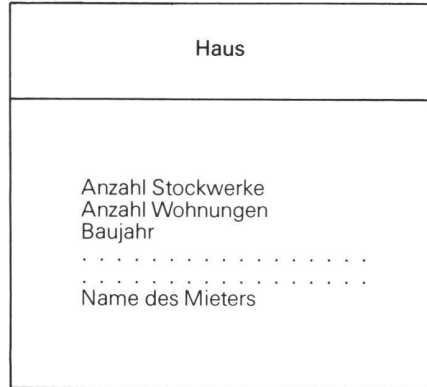 Haus
Anzahl Stockwerke
Anzahl Wohnungen
Baujahr
. . . . . . . . . . . . . . . . . .
. . . . . . . . . . . . . . . . . .
Name des Mieters